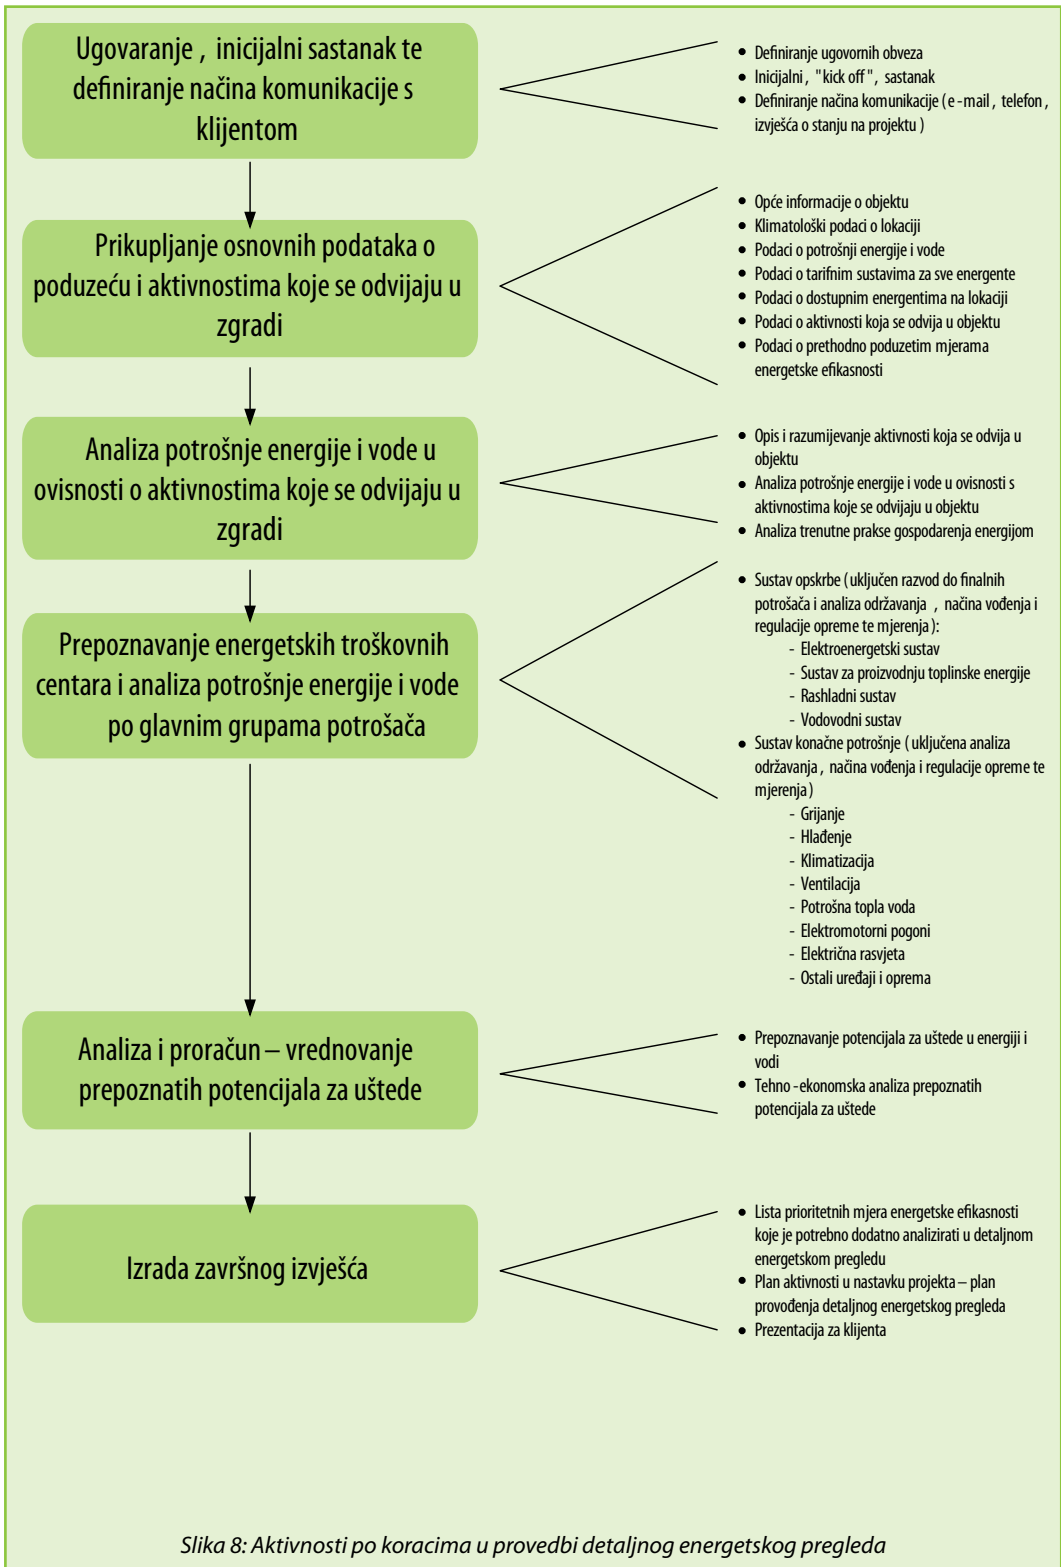 Ugovaranje , inicijalni sastanak te
definiranje načina komunikacije s
klijentom
• Definiranje ugovornih obveza
• Inicijalni , "kick off" , sastanak
• Definiranje načina komunikacije ( e -mail , telefon ,
izvješća o stanju na projektu )
Prikupljanje osnovnih podataka o
poduzeću i aktivnostima koje se odvijaju u
zgradi
• Opće informacije o objektu
• Klimatološki podaci o lokaciji
• Podaci o potrošnji energije i vode
• Podaci o tarifnim sustavima za sve energente
• Podaci o dostupnim energentima na lokaciji
• Podaci o aktivnosti koja se odvija u objektu
• Podaci o prethodno poduzetim mjerama
energetske efikasnosti
Analiza potrošnje energije i vode u
ovisnosti o aktivnostima koje se odvijaju u
zgradi
• Opis i razumijevanje aktivnosti koja se odvija u
objektu
• Analiza potrošnje energije i vode u ovisnosti s
aktivnostima koje se odvijaju u objektu
• Analiza trenutne prakse gospodarenja energijom
Prepoznavanje energetskih troškovnih
centara i analiza potrošnje energije i vode
po glavnim grupama potrošača
• Sustav opskrbe ( uključen razvod do finalnih
potrošača i analiza održavanja , načina vođenja i
regulacije opreme te mjerenja ):
- Elektroenergetski sustav
- Sustav za proizvodnju toplinske energije
- Rashladni sustav
- Vodovodni sustav
• Sustav konačne potrošnje ( uključena analiza
održavanja , načina vođenja i regulacije opreme te
mjerenja )
- Grijanje
- Hlađenje
- Klimatizacija
- Ventilacija
- Potrošna topla voda
- Elektromotorni pogoni
- Električna rasvjeta
- Ostali uređaji i oprema
Analiza i proračun – vrednovanje
prepoznatih potencijala za uštede
• Prepoznavanje potencijala za uštede u energiji i
vodi
• Tehno -ekonomska analiza prepoznatih
potencijala za uštede
Izrada završnog izvješća
• Lista prioritetnih mjera energetske efikasnosti
koje je potrebno dodatno analizirati u detaljnom
energetskom pregledu
• Plan aktivnosti u nastavku projekta – plan
provođenja detaljnog energetskog pregleda
• Prezentacija za klijenta
Slika 8: Aktivnosti po koracima u provedbi detaljnog energetskog pregleda